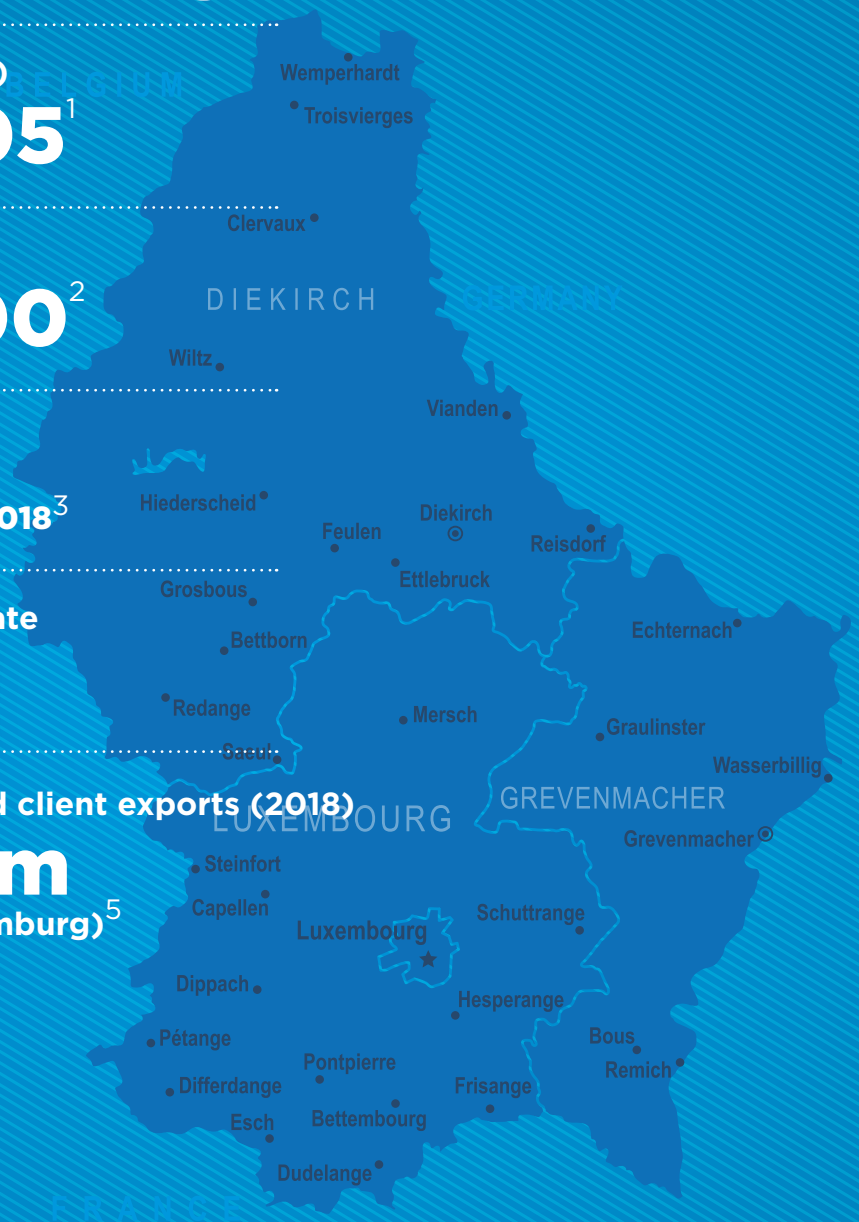 Wemperhardt
BELGIUM
Troisvierges
05 1
Clervaux
DIEKIRCH
GERMANY
00 2
Wiltz
Vianden
Hiederscheid
2018 3
Diekirch
Feulen
Reisdorf
Ettlebruck
Grosbous
Echternach
Bettborn
Redange
Mersch
Graulinster
Saeul
Wasserbillig
client exports (2018)
GREVENMACHER
LUXEMBOURG
Grevenmacher
m
Steinfort
Capellen
Schuttrange
mburg) 5
Luxembourg
Dippach
Hesperange
Pétange
Bous
Pontpierre
Remich
Differdange
Frisange
Bettembourg
Esch
Dudelange
FRANCE